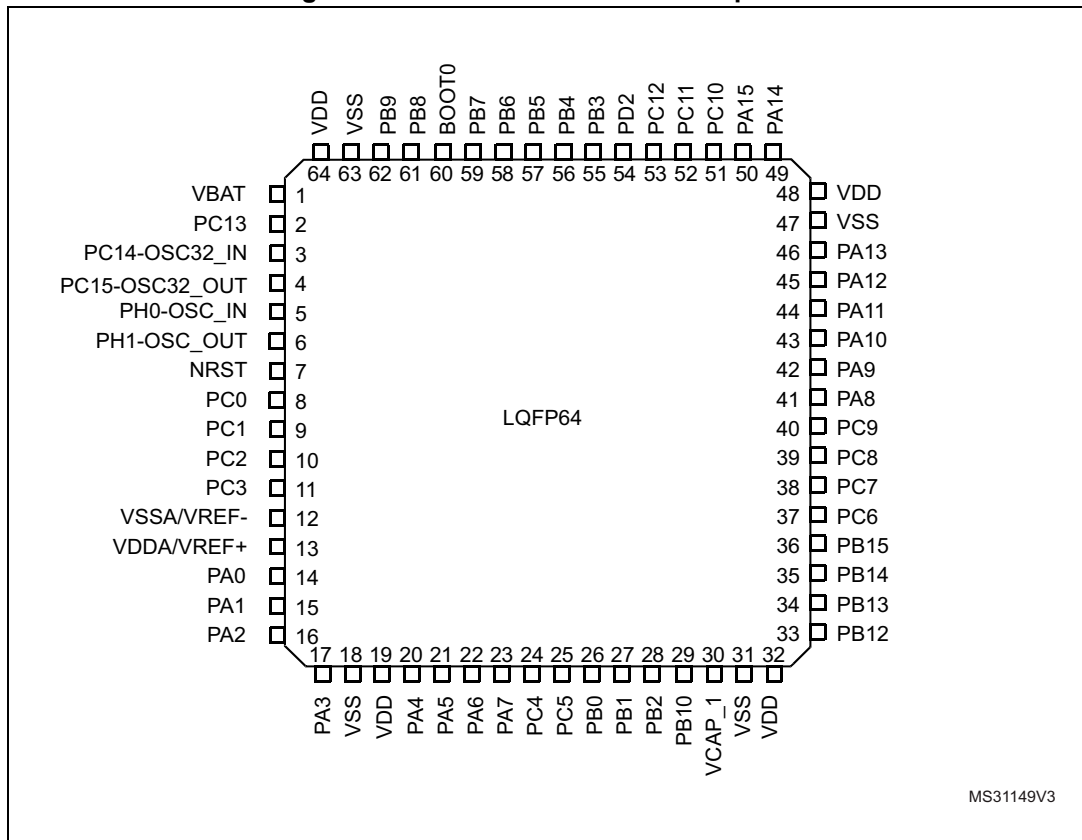 VDD
VSS
PB9
PB8
BOOT0
PB7
PB6
PB5
PB4
PB3
PD2
PC12
PC11
PC10
PA15
PA14
64 63 62 61 60 59 58 57 56 55 54 53 52 51 50 49
VBAT 1
PC13 2
PC14-OSC32_IN 3
PC15-OSC32_OUT 4
PH0-OSC_IN 5
PH1-OSC_OUT 6
NRST 7
PC0 8
PC1 9
PC2 10
PC3 11
VSSA/VREF- 12
VDDA/VREF+ 13
PA0 14
PA1 15
PA2 16
LQFP64
48 VDD
47 VSS
46 PA13
45 PA12
44 PA11
43 PA10
42 PA9
41 PA8
40 PC9
39 PC8
38 PC7
37 PC6
36 PB15
35 PB14
34 PB13
33 PB12
17 18 19 20 21 22 23 24 25 26 27 28 29 30 31 32
PA3
VSS
VDD
PA4
PA5
PA6
PA7
PC4
PC5
PB0
PB1
PB2
PB10
VCAP_1
VSS
VDD
MS31149V3